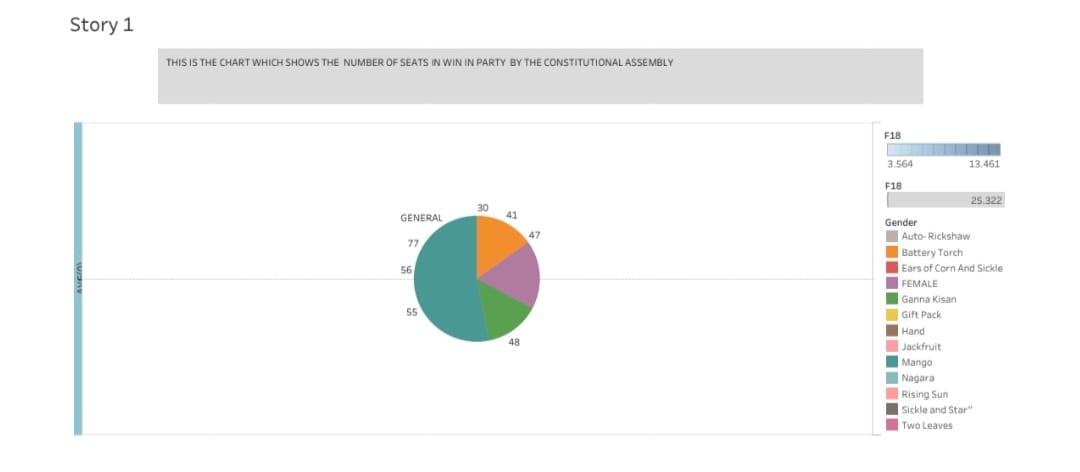 Story 1
THIS IS THE CHART WHICH SHOWS THE NUMBER OF SEATS IN WIN IN PARTY BY THE CONSTITUTIONAL ASSEMBLY
F18
3.564 13.461
F18
25.322
Gender
Auto- Rickshaw
Battery Torch
Ears of Corn And Sickle
FEMALE
Ganna Kisan
Gift Pack
Hand
Jackfruit
Mango
Nagara
Rising Sun
Sickle and Star"
Two Leaves
30
41
GENERAL
47
77
56
55
48